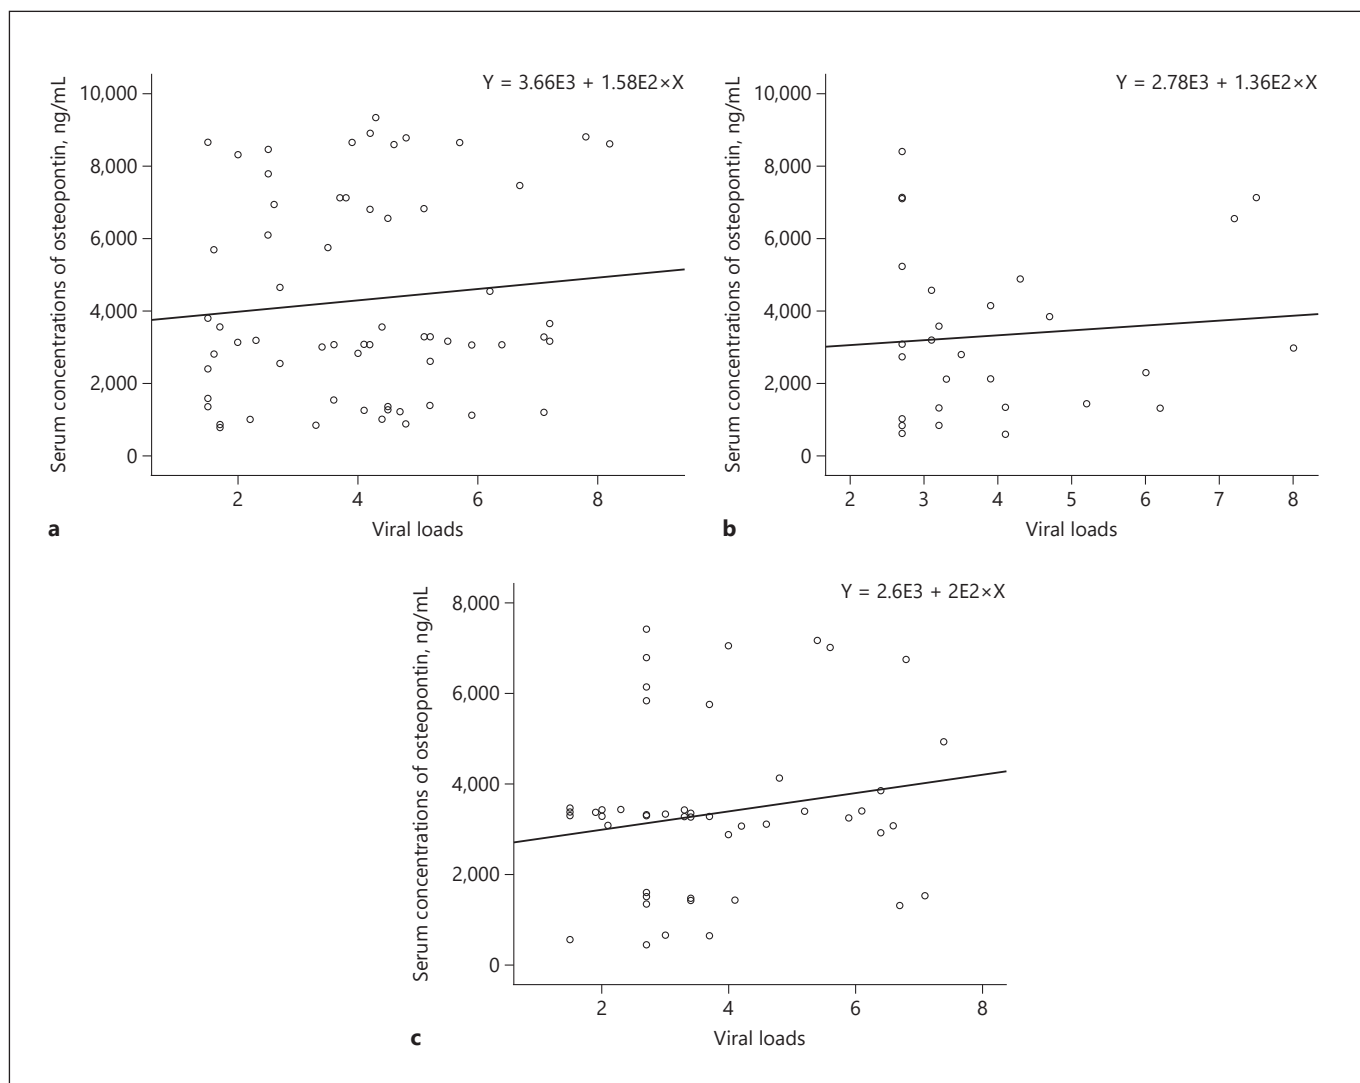 Y = 3.66E3 + 1.58E2×X
10,000
8,000
6,000
4,000
2,000
0
Serum concentrations of osteopontin, ng/mL
2 4 6 8
Viral loads
a
Y = 2.78E3 + 1.36E2×X
10,000
8,000
6,000
4,000
2,000
0
Serum concentrations of osteopontin, ng/mL
2 3 4 5 6 7 8
Viral loads
b
Y = 2.6E3 + 2E2×X
8,000
6,000
4,000
2,000
0
Serum concentrations of osteopontin, ng/mL
2 4 6 8
Viral loads
c